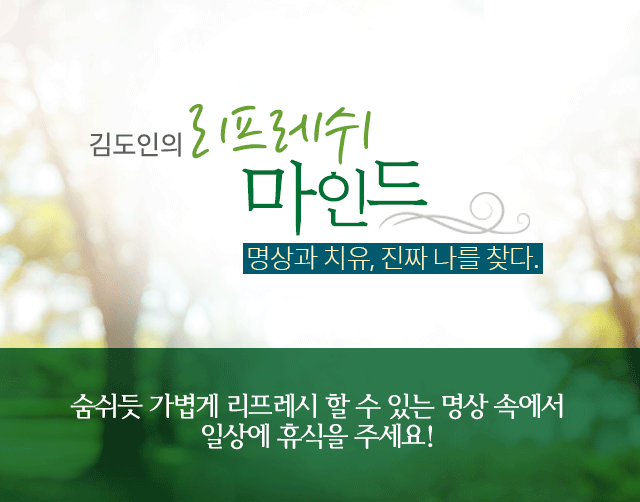 김도인의 리프레쉬
마인드
명상과 치유, 진짜 나를 찾다.
숨쉬듯 가볍게 리프레시 할 수 있는 명상 속에서
일상에 휴식을 주세요!